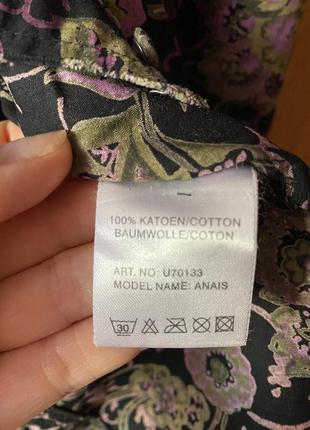 100% KATOEN/COTTON
BAUMWOLLE/COTON
ART. NO: U70133
MODEL NAME: ANAIS
30